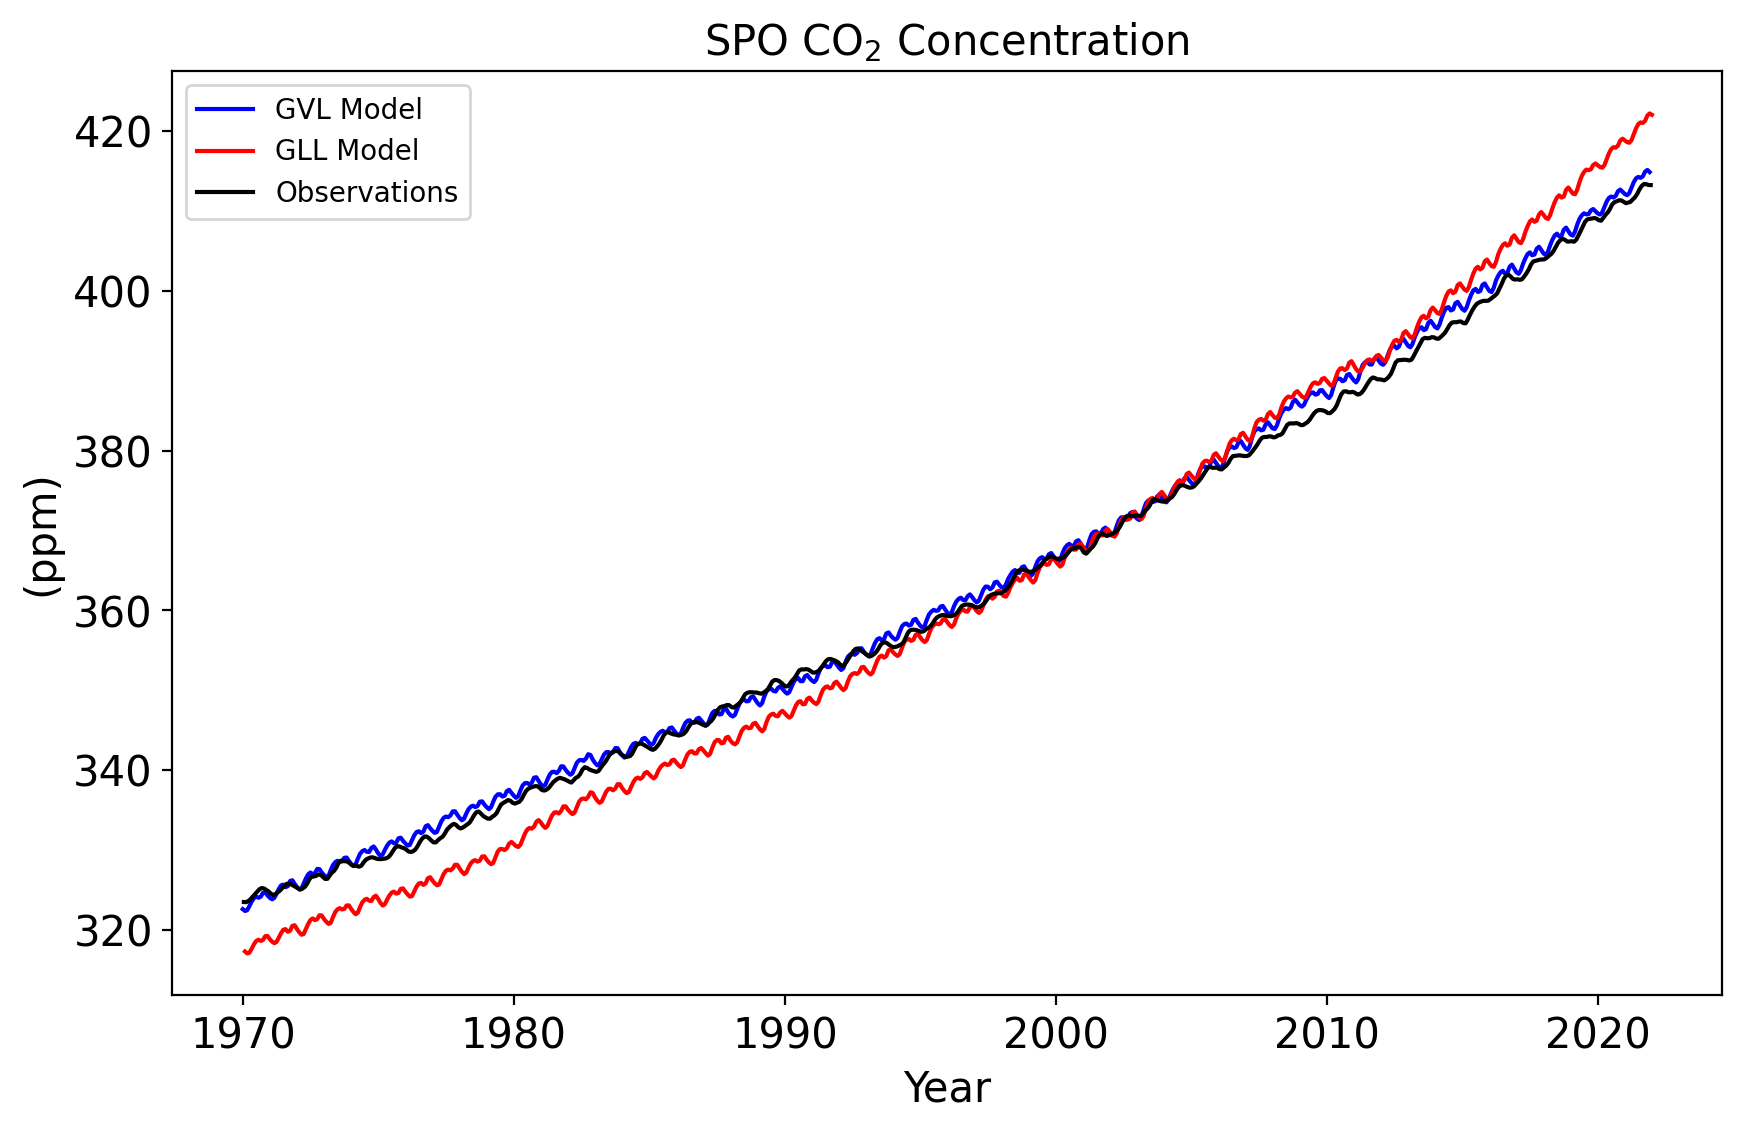 SPO CO₂ Concentration
GVL Model
GLL Model
Observations
420
400
380
360
340
320
(ppm)
1970 1980 1990 2000 2010 2020
Year